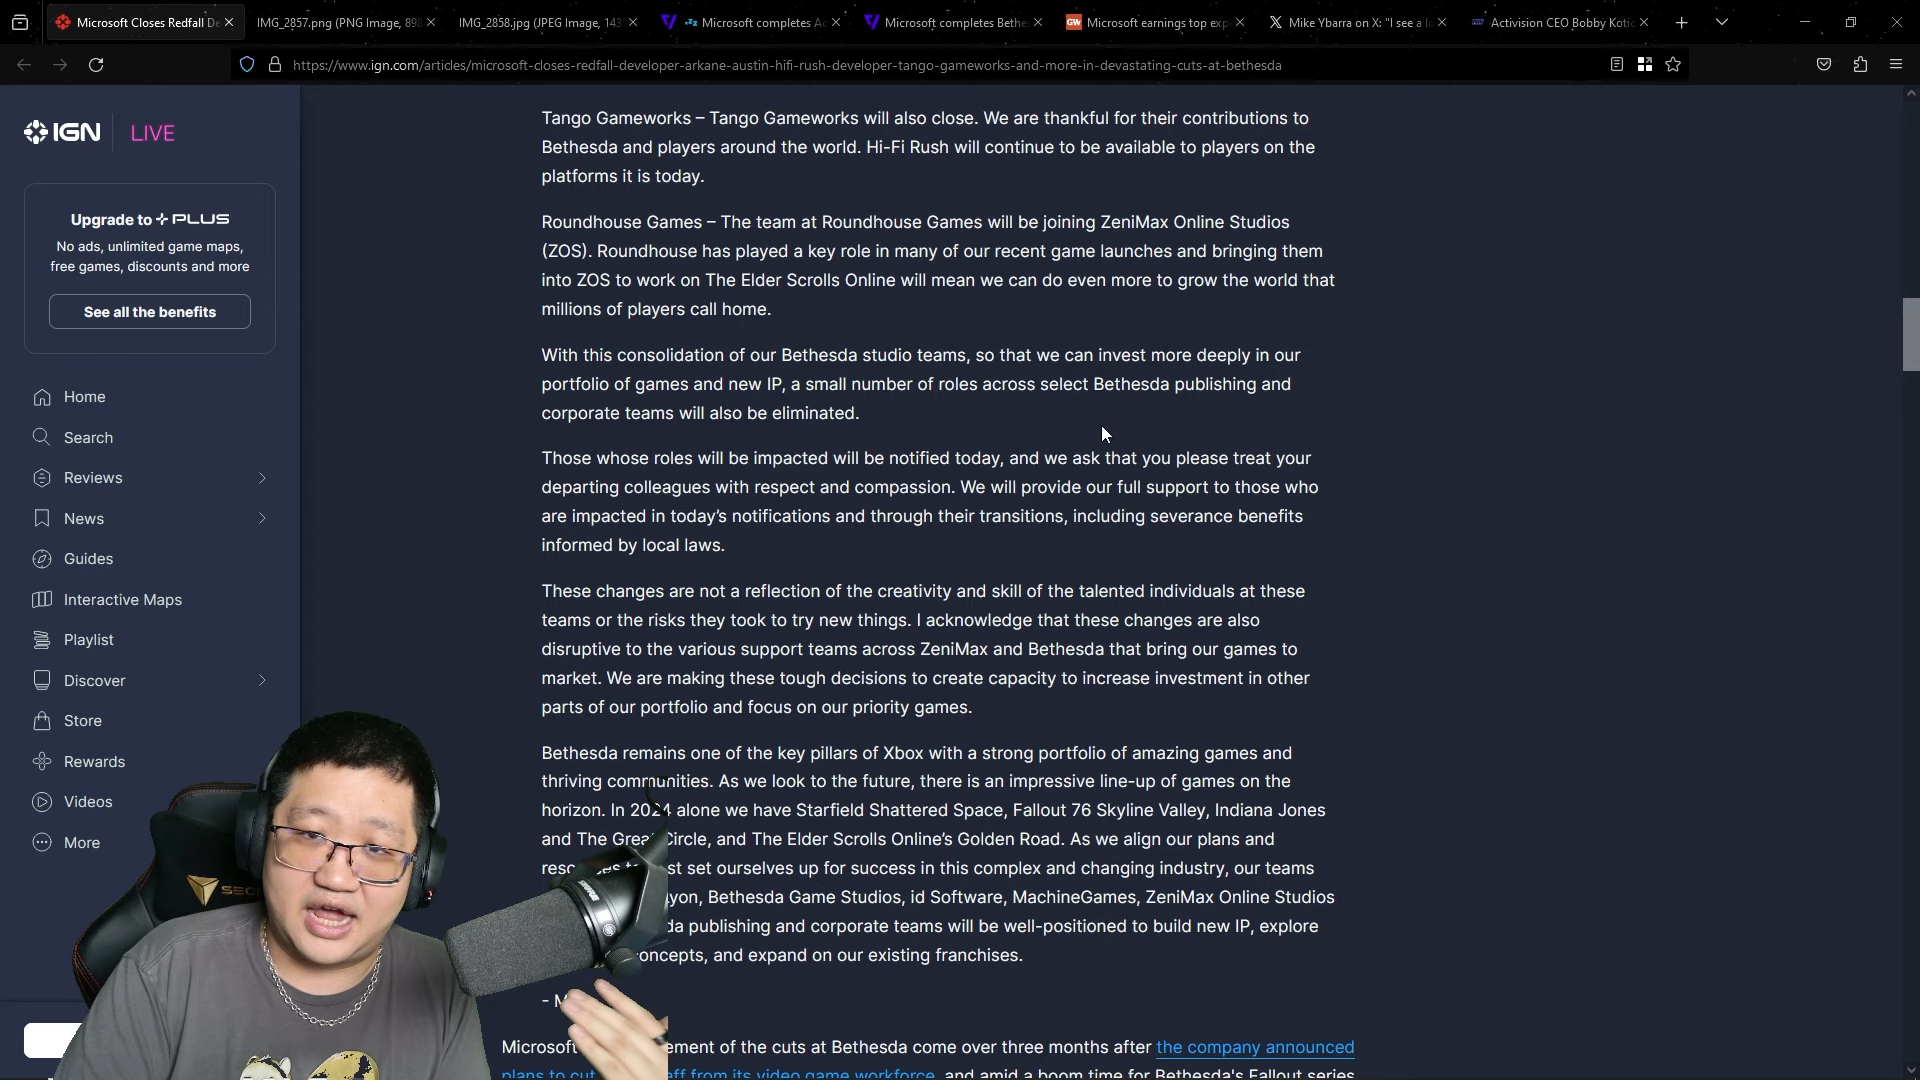 Microsoft Closes Redfall De
IMG_2857.png (PNG Image, 898
IMG_2858.jpg (JPEG Image, 143
Microsoft completes Ac
Microsoft completes Bethe
Microsoft earnings top exp
Mike Ybarra on X: "I see a lo
Activision CEO Bobby Kotic
https://www.ign.com/articles/microsoft-closes-redfall-developer-arkane-austin-hifi-rush-developer-tango-gameworks-and-more-in-devastating-cuts-at-bethesda
IGN LIVE
Upgrade to PLUS
No ads, unlimited game maps,
free games, discounts and more
See all the benefits
Home
Search
Reviews
News
Guides
Interactive Maps
Playlist
Discover
Store
Rewards
Videos
More
Tango Gameworks – Tango Gameworks will also close. We are thankful for their contributions to
Bethesda and players around the world. Hi-Fi Rush will continue to be available to players on the
platforms it is today.
Roundhouse Games – The team at Roundhouse Games will be joining ZeniMax Online Studios
(ZOS). Roundhouse has played a key role in many of our recent game launches and bringing them
into ZOS to work on The Elder Scrolls Online will mean we can do even more to grow the world that
millions of players call home.
With this consolidation of our Bethesda studio teams, so that we can invest more deeply in our
portfolio of games and new IP, a small number of roles across select Bethesda publishing and
corporate teams will also be eliminated.
Those whose roles will be impacted will be notified today, and we ask that you please treat your
departing colleagues with respect and compassion. We will provide our full support to those who
are impacted in today's notifications and through their transitions, including severance benefits
informed by local laws.
These changes are not a reflection of the creativity and skill of the talented individuals at these
teams or the risks they took to try new things. I acknowledge that these changes are also
disruptive to the various support teams across ZeniMax and Bethesda that bring our games to
market. We are making these tough decisions to create capacity to increase investment in other
parts of our portfolio and focus on our priority games.
Bethesda remains one of the key pillars of Xbox with a strong portfolio of amazing games and
thriving communities. As we look to the future, there is an impressive line-up of games on the
horizon. In 2024 alone we have Starfield Shattered Space, Fallout 76 Skyline Valley, Indiana Jones
and The Great Circle, and The Elder Scrolls Online's Golden Road. As we align our plans and
set ourselves up for success in this complex and changing industry, our teams
Bethesda Game Studios, id Software, MachineGames, ZeniMax Online Studios
publishing and corporate teams will be well-positioned to build new IP, explore
and expand on our existing franchises.
Microsoft of the cuts at Bethesda come over three months after the company announced
plans to cut from its video game workforce, and amid a boom time for Bethesda's Fallout series